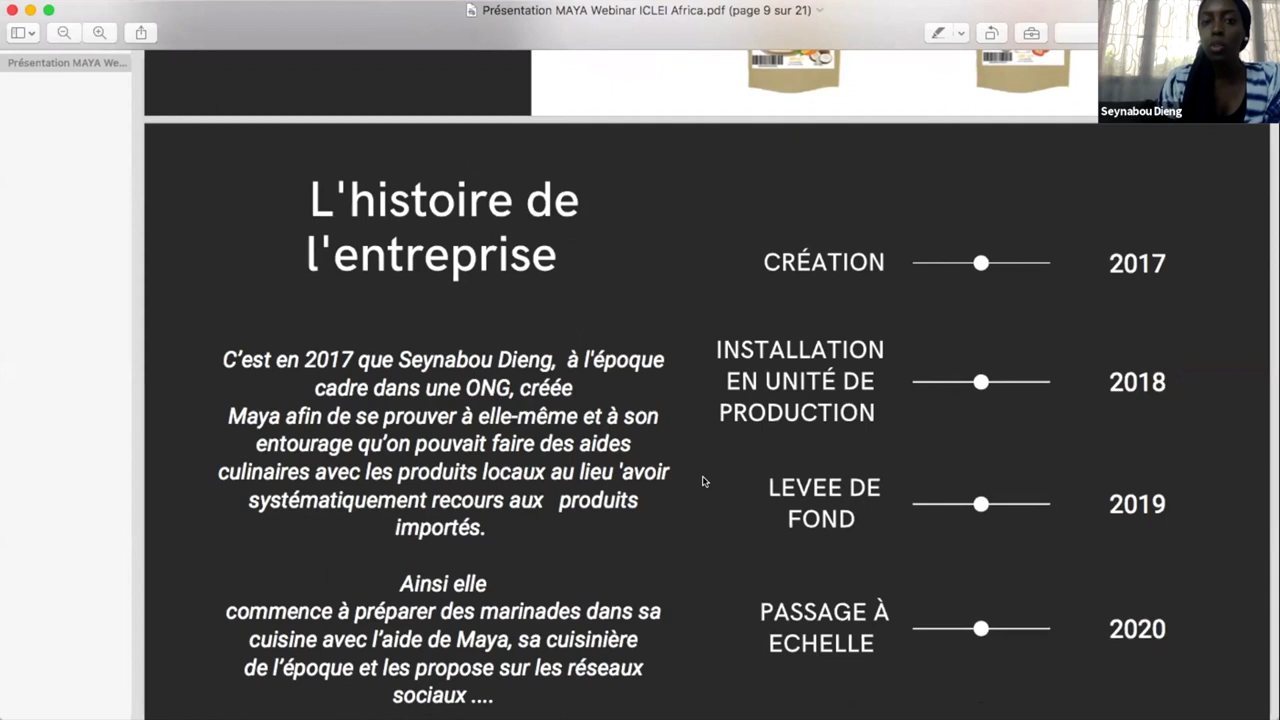 Présentation MAYA Webinar ICLEI Africa.pdf (page 9 sur 21)
Présentation MAYA We...
Seynabou Dieng
L'histoire de
l'entreprise
C'est en 2017 que Seynabou Dieng, à l'époque
cadre dans une ONG, créée
Maya afin de se prouver à elle-même et à son
entourage qu'on pouvait faire des aides
culinaires avec les produits locaux au lieu 'avoir
systématiquement recours aux produits
importés.
Ainsi elle
commence à préparer des marinades dans sa
cuisine avec l'aide de Maya, sa cuisinière
de l'époque et les propose sur les réseaux
sociaux ....
CRÉATION 2017
INSTALLATION
EN UNITÉ DE
PRODUCTION
2018
LEVEE DE
FOND
2019
PASSAGE À
ECHELLE
2020